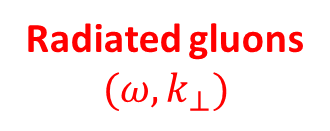 Radiated gluons
(ω, k⊥)